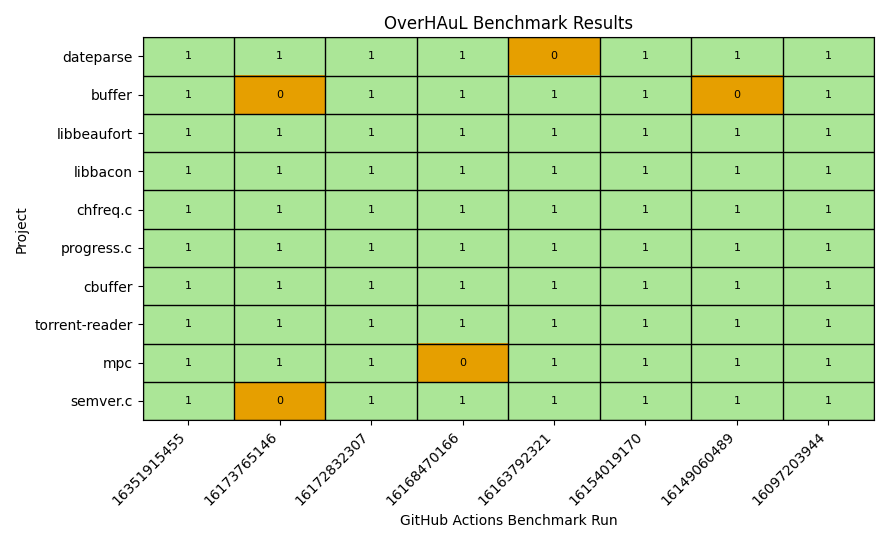 OverHAuL Benchmark Results
Project
dateparse 1 1 1 1 0 1 1 1
buffer 1 0 1 1 1 1 0 1
libbeaufort 1 1 1 1 1 1 1 1
libbacon 1 1 1 1 1 1 1 1
chfreq.c 1 1 1 1 1 1 1 1
progress.c 1 1 1 1 1 1 1 1
cbuffer 1 1 1 1 1 1 1 1
torrent-reader 1 1 1 1 1 1 1 1
mpc 1 1 1 0 1 1 1 1
semver.c 1 0 1 1 1 1 1 1
16351915455 16173765146 16172832307 16168470166 16163792321 16154019170 16149060489 16097203944
GitHub Actions Benchmark Run